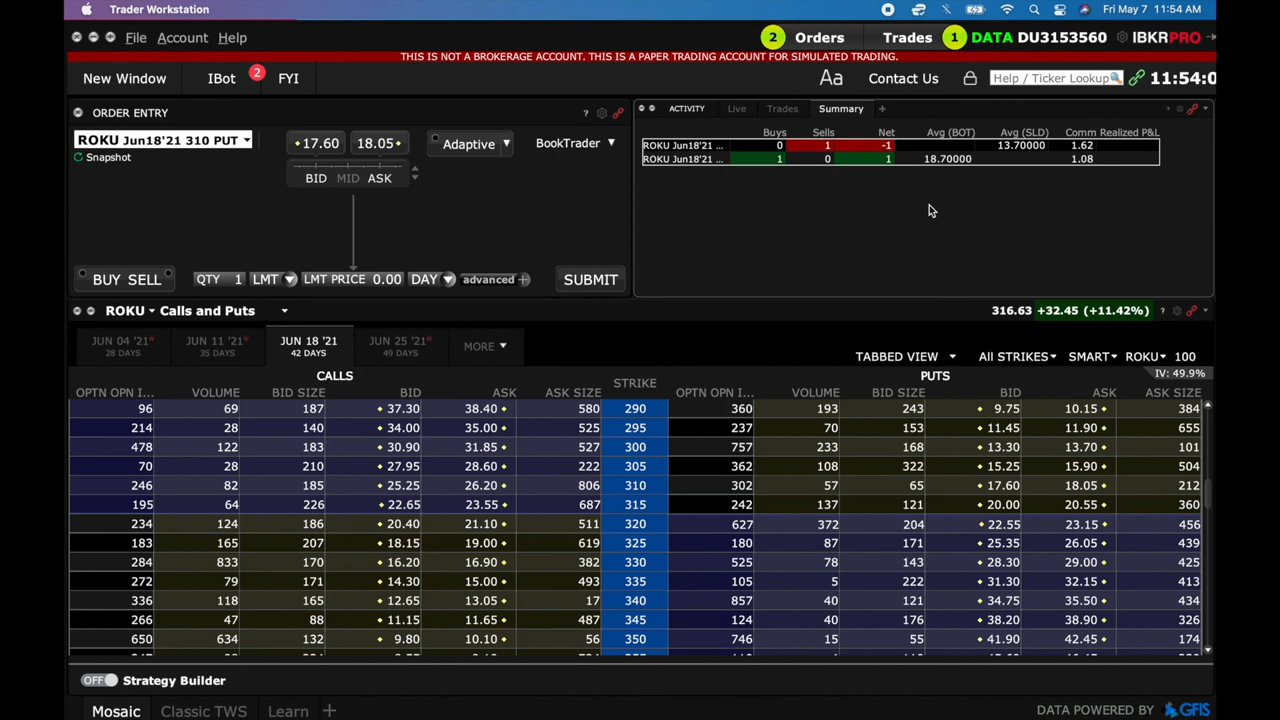 Trader Workstation Fri May 7 11:54 AM
File Account Help 2 Orders Trades 1 DATA DU3153560 IBKRPRO
THIS IS NOT A BROKERAGE ACCOUNT. THIS IS A PAPER TRADING ACCOUNT FOR SIMULATED TRADING.
New Window IBot 2 FYI Aa Contact Us Help / Ticker Lookup 11:54:0
ORDER ENTRY ?
ACTIVITY Live Trades Summary +
ROKU Jun18'21 310 PUT 17.60 18.05 Adaptive BookTrader
Snapshot
BID MID ASK
Buys Sells Net Avg (BOT) Avg (SLD) Comm Realized P&L
ROKU Jun18'21 ... 0 1 -1 13.70000 1.62
ROKU Jun18'21 ... 1 0 1 18.70000 1.08
BUY SELL QTY 1 LMT LMT PRICE 0.00 DAY advanced + SUBMIT
ROKU Calls and Puts 316.63 +32.45 (+11.42%) ?
JUN 04 '21 JUN 11 '21 JUN 18 '21 JUN 25 '21 MORE
28 DAYS 35 DAYS 42 DAYS 49 DAYS
TABBED VIEW All STRIKES SMART ROKU 100
CALLS STRIKE PUTS IV: 49.9%
OPTN OPN I... VOLUME BID SIZE BID ASK ASK SIZE OPTN OPN I... VOLUME BID SIZE BID ASK ASK SIZE
96 69 187 37.30 38.40 580 290 360 193 243 9.75 10.15 384
214 28 140 34.00 35.00 525 295 237 70 153 11.45 11.90 655
478 122 183 30.90 31.85 527 300 757 233 168 13.30 13.70 101
70 28 210 27.95 28.60 222 305 362 108 322 15.25 15.90 504
246 82 185 25.25 26.20 806 310 302 57 65 17.60 18.05 212
195 64 226 22.65 23.55 687 315 242 137 121 20.00 20.55 360
234 124 186 20.40 21.10 511 320 627 372 204 22.55 23.15 456
183 165 207 18.15 19.00 619 325 180 87 171 25.35 26.05 439
284 833 170 16.20 16.90 382 330 525 78 143 28.30 29.00 425
272 79 171 14.30 15.00 493 335 105 5 222 31.30 32.15 413
336 118 165 12.65 13.05 17 340 857 40 121 34.75 35.50 434
266 47 88 11.15 11.65 487 345 124 40 176 38.20 38.90 326
650 634 132 9.80 10.10 56 350 746 15 55 41.90 42.45 174
OFF Strategy Builder
Mosaic Classic TWS Learn + DATA POWERED BY GFIS